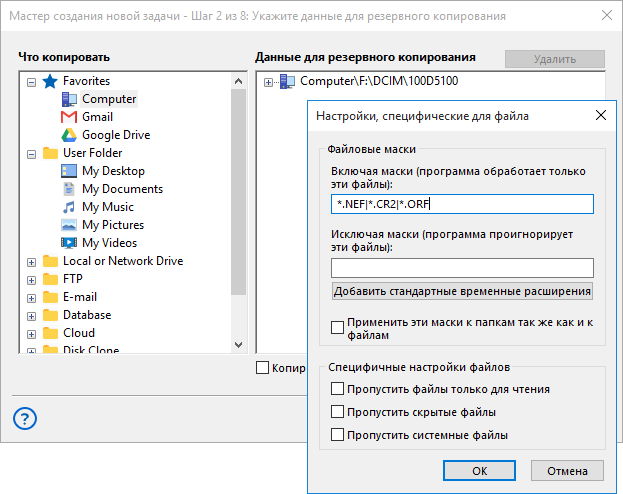 Мастер создания новой задачи - Шаг 2 из 8: Укажите данные для резервного копирования
Что копировать
Favorites
Computer
Gmail
Google Drive
User Folder
My Desktop
My Documents
My Music
My Pictures
My Videos
Local or Network Drive
FTP
E-mail
Database
Cloud
Disk Clone
Данные для резервного копирования
Удалить
Computer\F:\DCIM\100D5100
Копир
Настройки, специфические для файла
Файловые маски
Включая маски (программа обработает только
эти файлы):
*.NEF|*.CR2|*.ORF
Исключая маски (программа проигнорирует
эти файлы):
Добавить стандартные временные расширения
Применить эти маски к папкам так же как и к
файлам
Специфичные настройки файлов
Пропустить файлы только для чтения
Пропустить скрытые файлы
Пропустить системные файлы
OK
Отмена